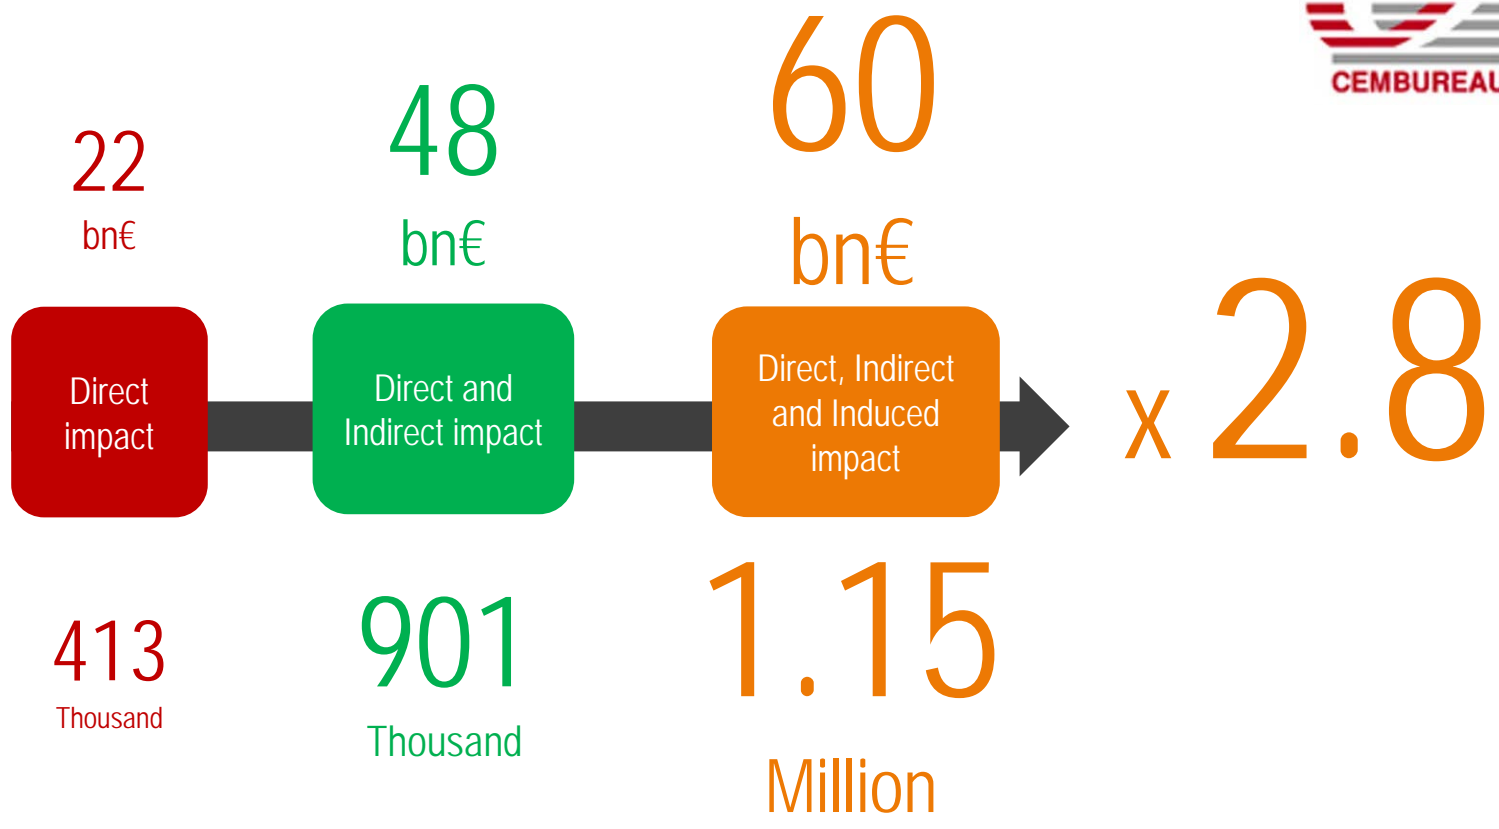 CEMBUREAU
22
bn€
48
bn€
60
bn€
Direct
impact
Direct and
Indirect impact
Direct, Indirect
and Induced
impact
x 2.8
413
Thousand
901
Thousand
1.15
Million